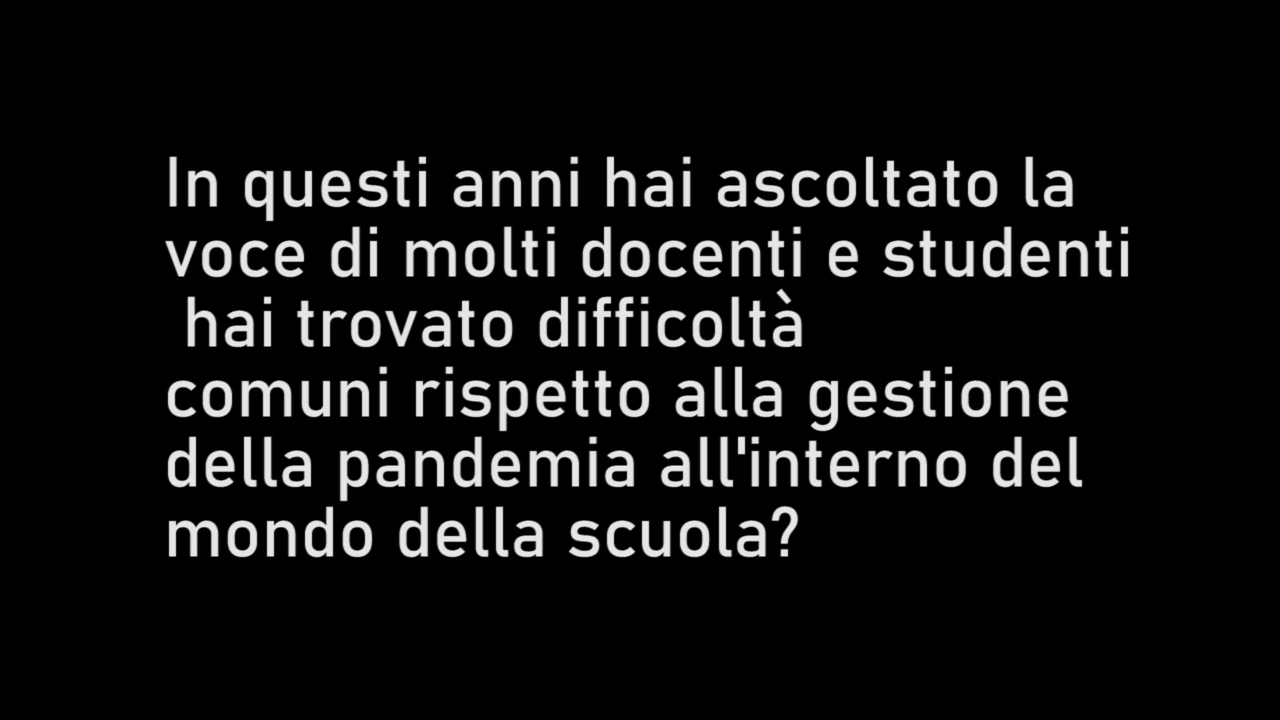 In questi anni hai ascoltato la
voce di molti docenti e studenti
hai trovato difficoltà
comuni rispetto alla gestione
della pandemia all'interno del
mondo della scuola?